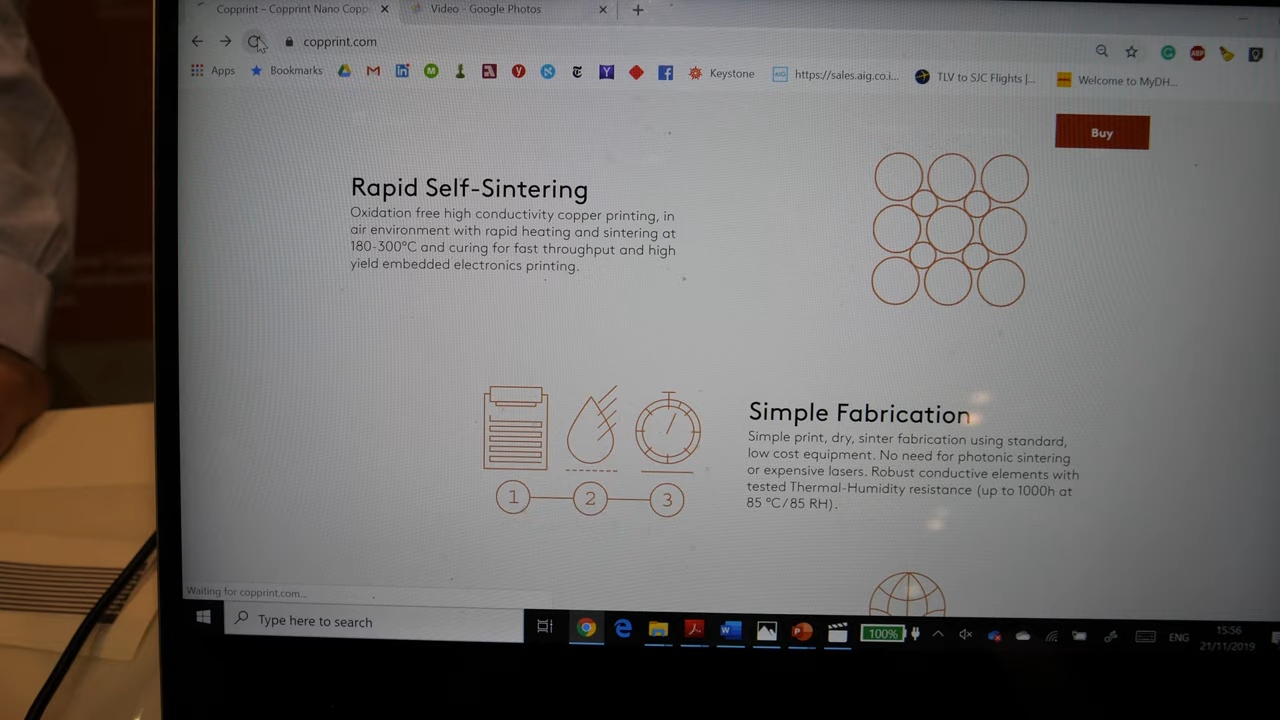 Copprint – Copprint Nano Copp
Video - Google Photos
copprint.com
Apps
Bookmarks
Keystone
https://sales.aig.co.i...
TLV to SJC Flights |...
Welcome to MyDH...
Buy
Rapid Self-Sintering
Oxidation free high conductivity copper printing, in
air environment with rapid heating and sintering at
180-300°C and curing for fast throughput and high
yield embedded electronics printing.
Simple Fabrication
Simple print, dry, sinter fabrication using standard,
low cost equipment. No need for photonic sintering
or expensive lasers. Robust conductive elements with
tested Thermal-Humidity resistance (up to 1000h at
85 °C/85 RH).
1 2 3
Waiting for copprint.com...
Type here to search
100%
ENG
15:56
21/11/2019